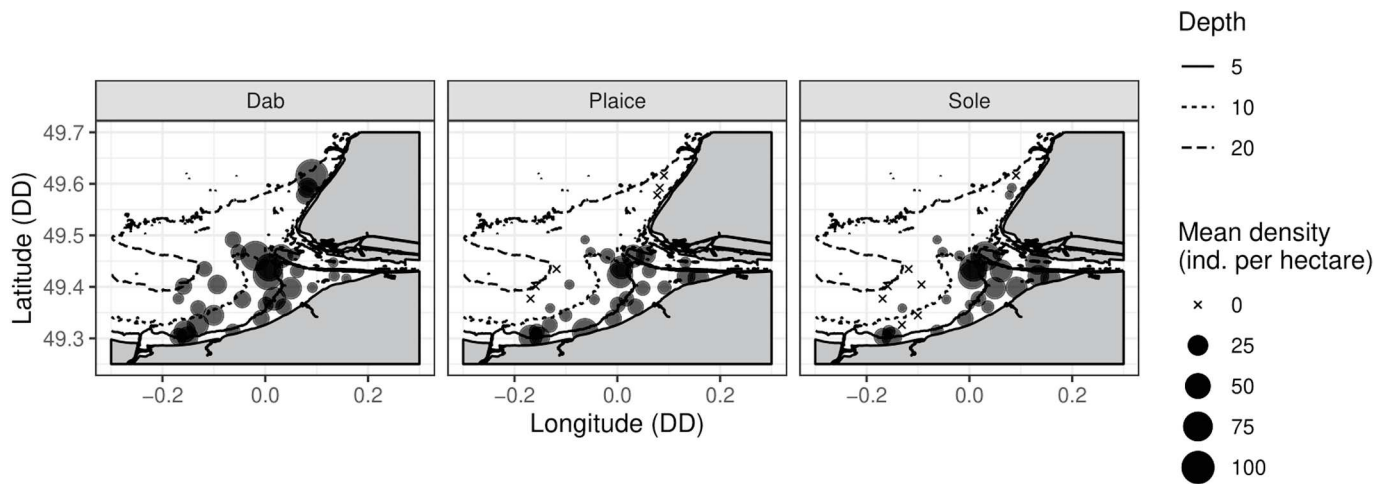 Dab
Plaice
Sole
49.7
49.6
49.5
49.4
49.3
Latitude (DD)
−0.2 0.0 0.2
−0.2 0.0 0.2
−0.2 0.0 0.2
Longitude (DD)
Depth
5
10
20
Mean density
(ind. per hectare)
0
25
50
75
100